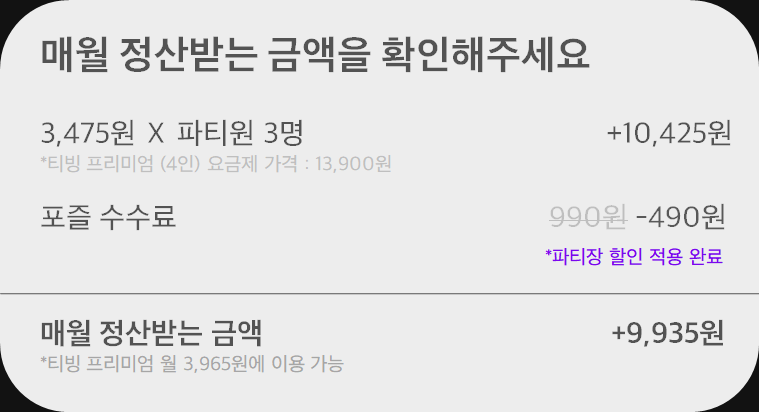 매월 정산받는 금액을 확인해주세요
3,475원 X 파티원 3명 +10,425원
*티빙 프리미엄 (4인) 요금제 가격 : 13,900원
포즐 수수료 990원 -490원
*파티장 할인 적용 완료
매월 정산받는 금액 +9,935원
*티빙 프리미엄 월 3,965원에 이용 가능